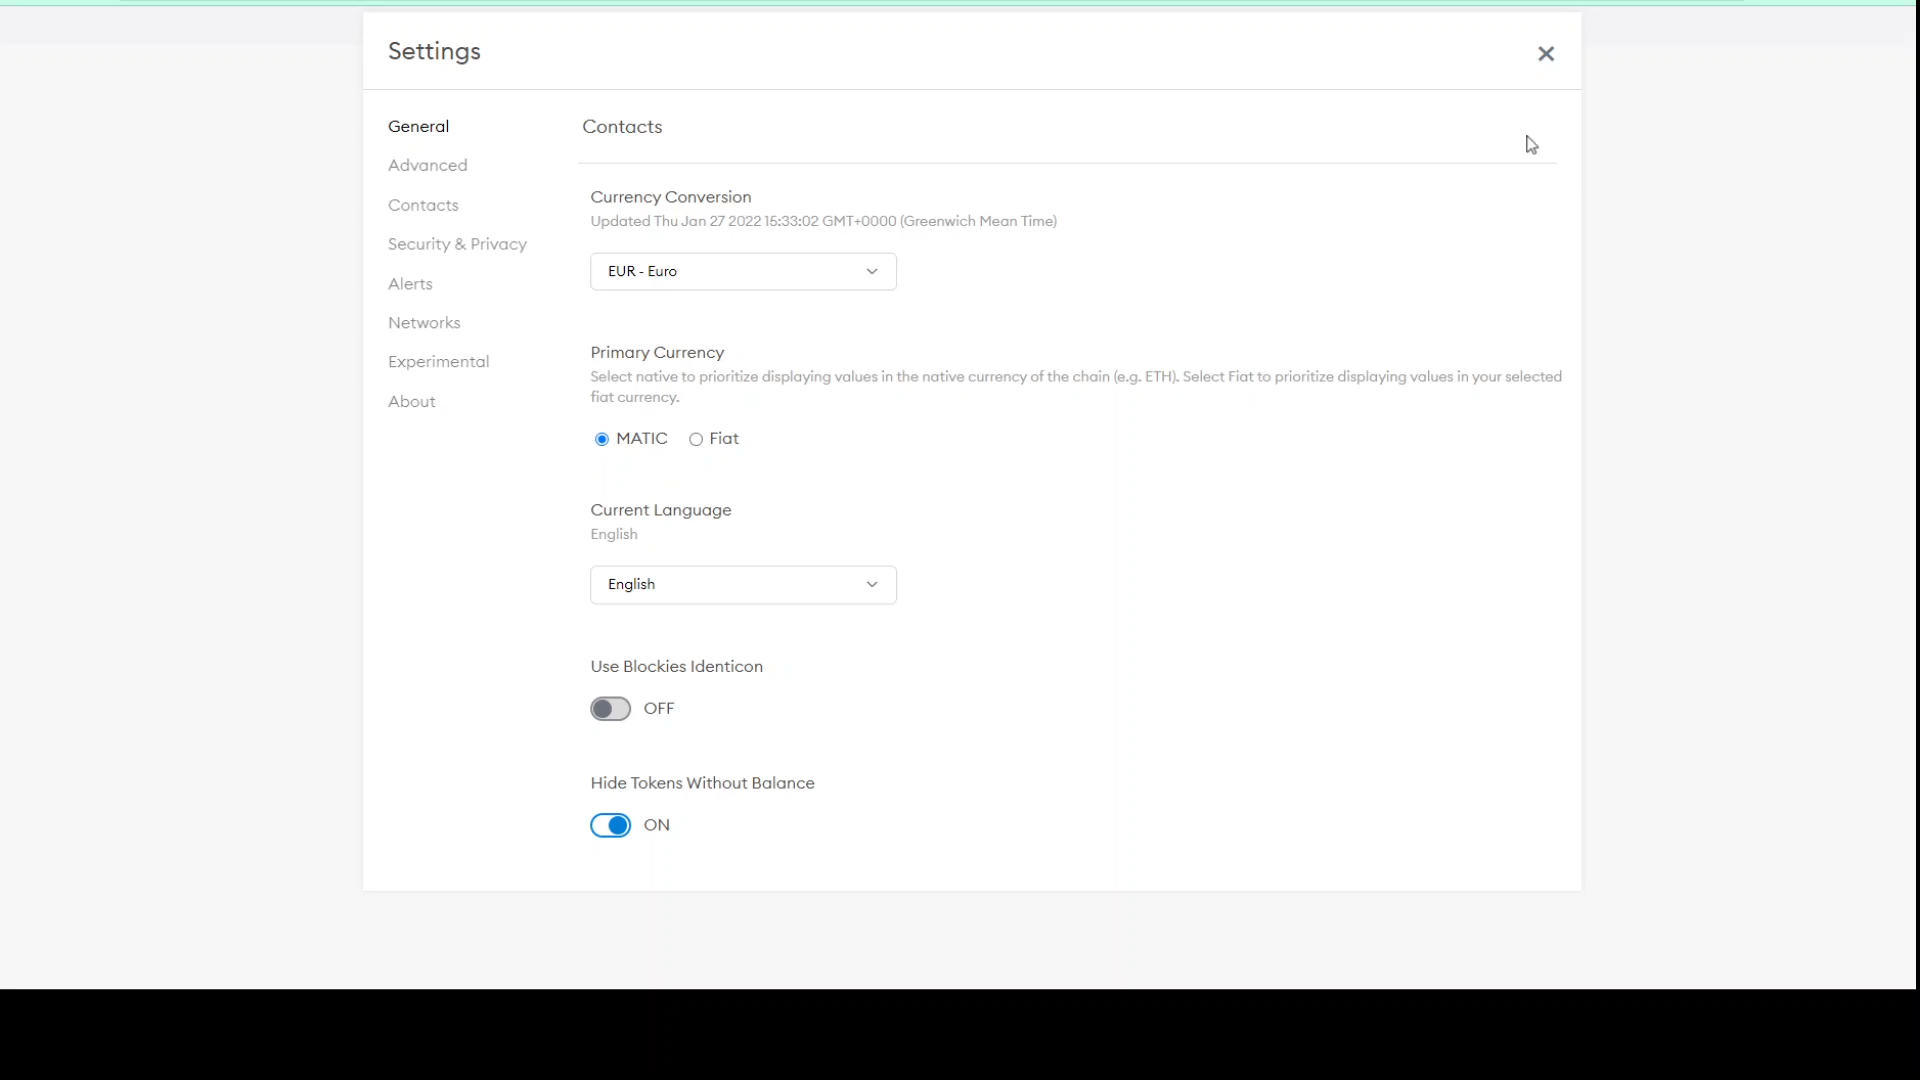 Settings
General
Advanced
Contacts
Security & Privacy
Alerts
Networks
Experimental
About
Contacts
Currency Conversion
Updated Thu Jan 27 2022 15:33:02 GMT+0000 (Greenwich Mean Time)
EUR - Euro
Primary Currency
Select native to prioritize displaying values in the native currency of the chain (e.g. ETH). Select Fiat to prioritize displaying values in your selected
fiat currency.
MATIC Fiat
Current Language
English
English
Use Blockies Identicon
OFF
Hide Tokens Without Balance
ON